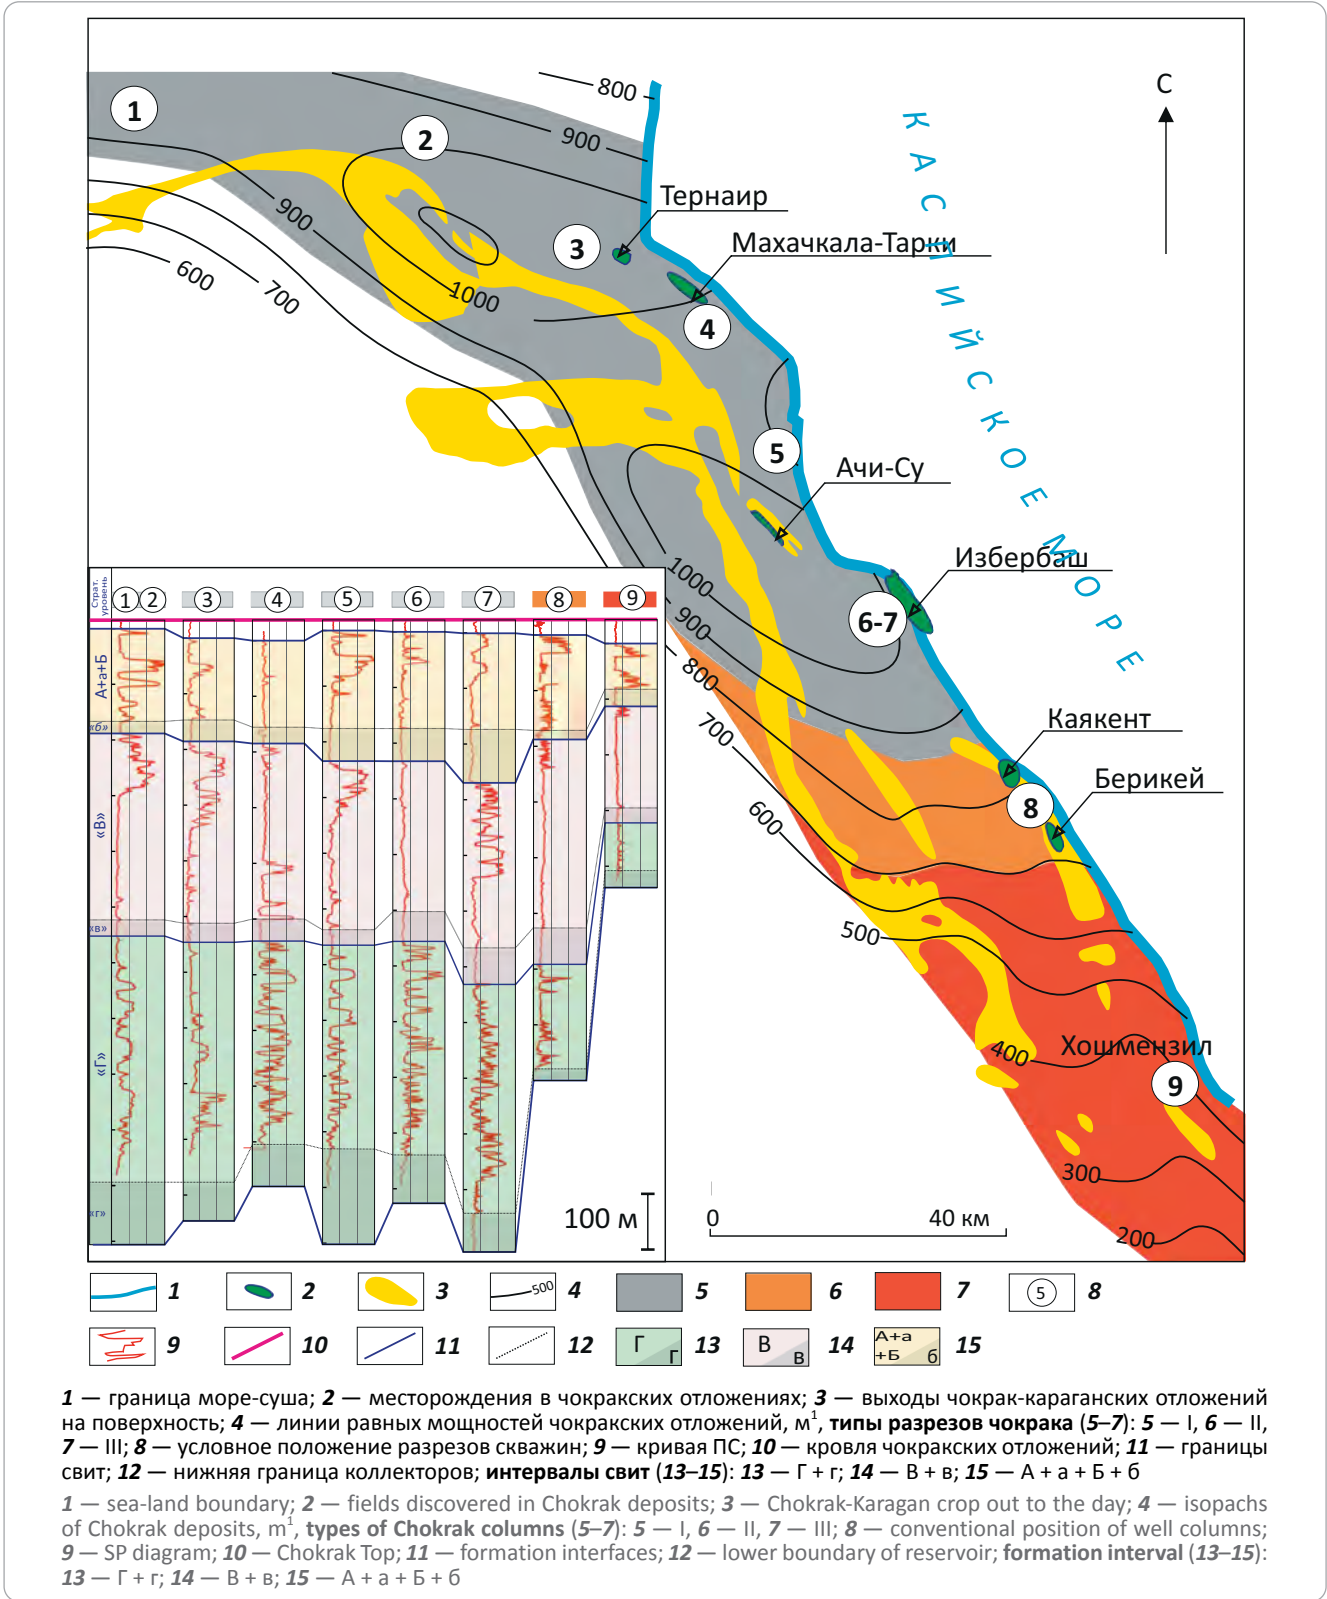 800
С
1
2
900
КАСПИЙСКОЕ МОРЕ
Тернаир
900
3
Махачкала-Тарки
600
700
1000
4
5
Ачи-Су
1000
Избербаш
6-7
900
800
Страт.
уровень
1 2 3 4 5 6 7 8 9
А+а+Б
«б»
«В»
«в»
«Г»
«г»
700
Каякент
Берикей
8
600
500
400
Хошмензил
9
300
200
100 м
0 40 км
1 2 3 500 4 5 6 7 5 8
9 10 11 12 Г г 13 В в 14 А+а
+Б б 15
1 — граница море-суша; 2 — месторождения в чокракских отложениях; 3 — выходы чокрак-караганских отложений
на поверхность; 4 — линии равных мощностей чокракских отложений, м¹, типы разрезов чокрака (5–7): 5 — I, 6 — II,
7 — III; 8 — условное положение разрезов скважин; 9 — кривая ПС; 10 — кровля чокракских отложений; 11 — границы
свит; 12 — нижняя граница коллекторов; интервалы свит (13–15): 13 — Г + г; 14 — В + в; 15 — А + а + Б + б
1 — sea-land boundary; 2 — fields discovered in Chokrak deposits; 3 — Chokrak-Karagan crop out to the day; 4 — isopachs
of Chokrak deposits, m¹, types of Chokrak columns (5–7): 5 — I, 6 — II, 7 — III; 8 — conventional position of well columns;
9 — SP diagram; 10 — Chokrak Top; 11 — formation interfaces; 12 — lower boundary of reservoir; formation interval (13–15):
13 — Г + г; 14 — В + в; 15 — А + а + Б + б